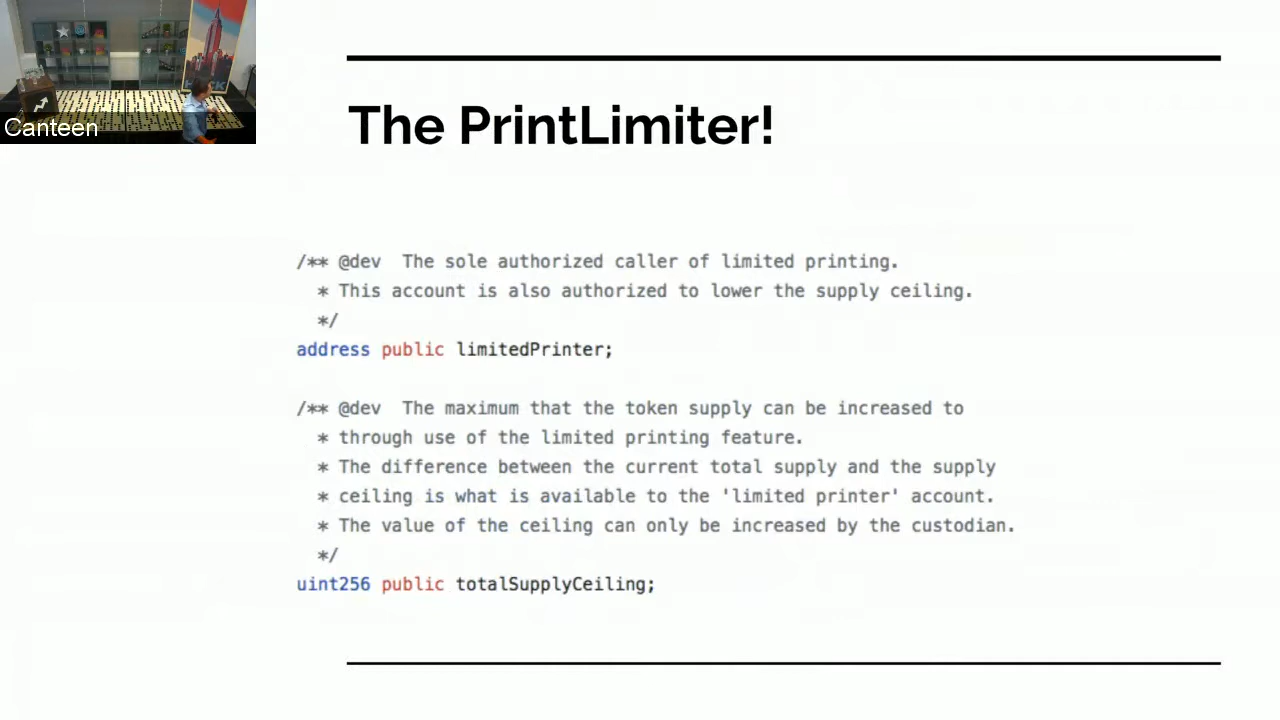 Canteen
The PrintLimiter!
/** @dev  The sole authorized caller of limited printing.
  * This account is also authorized to lower the supply ceiling.
  */
address public limitedPrinter;
/** @dev  The maximum that the token supply can be increased to
  * through use of the limited printing feature.
  * The difference between the current total supply and the supply
  * ceiling is what is available to the 'limited printer' account.
  * The value of the ceiling can only be increased by the custodian.
  */
uint256 public totalSupplyCeiling;